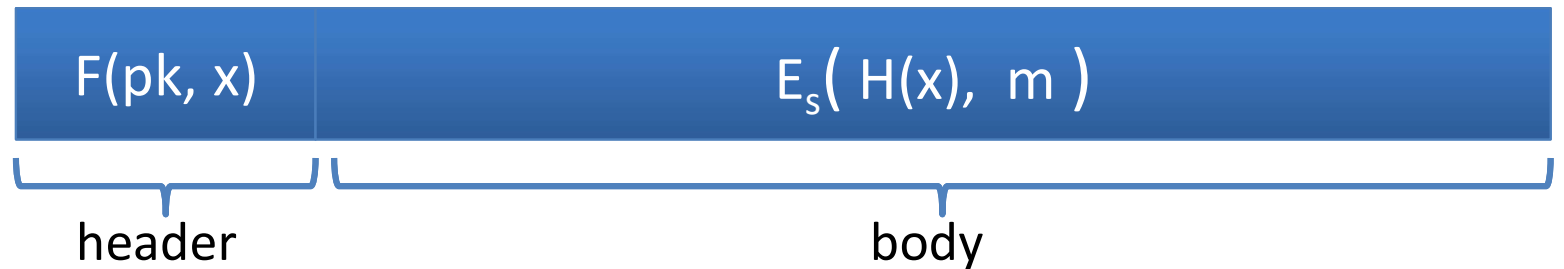 F(pk, x) Eₛ( H(x), m )
header body